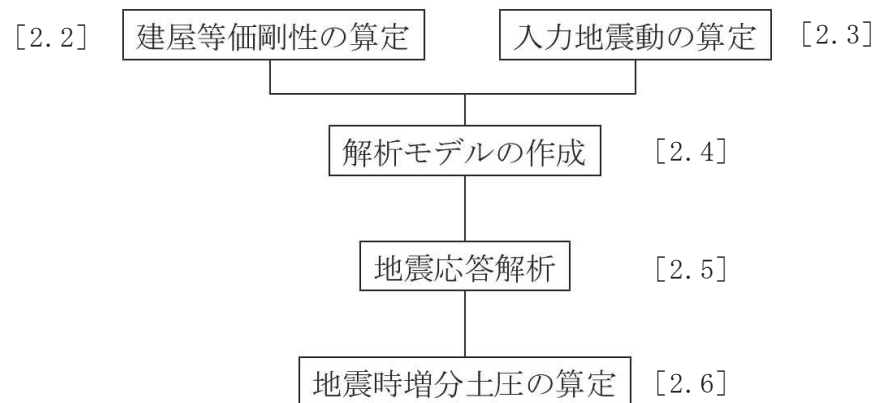 [2.2] 建屋等価剛性の算定 入力地震動の算定 [2.3]
解析モデルの作成 [2.4]
地震応答解析 [2.5]
地震時増分土圧の算定 [2.6]